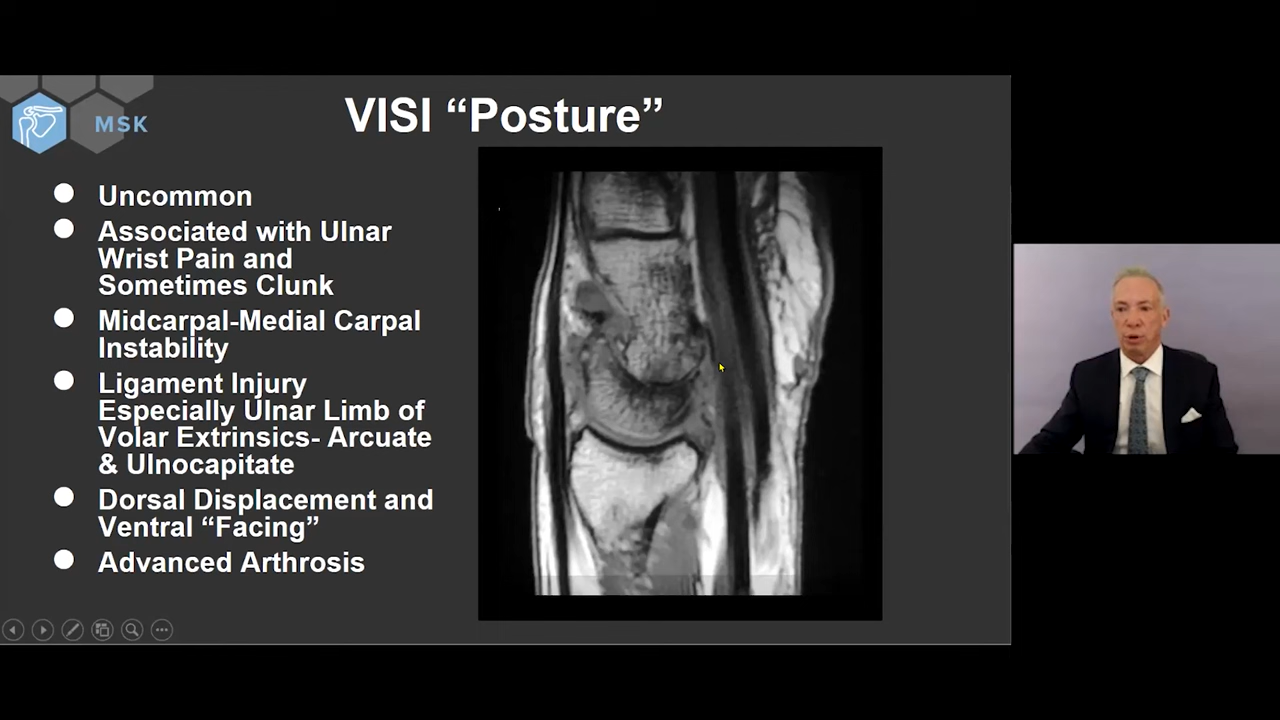 MSK
VISI “Posture”
Uncommon
Associated with Ulnar
Wrist Pain and
Sometimes Clunk
Midcarpal-Medial Carpal
Instability
Ligament Injury
Especially Ulnar Limb of
Volar Extrinsics- Arcuate
& Ulnocapitate
Dorsal Displacement and
Ventral “Facing”
Advanced Arthrosis